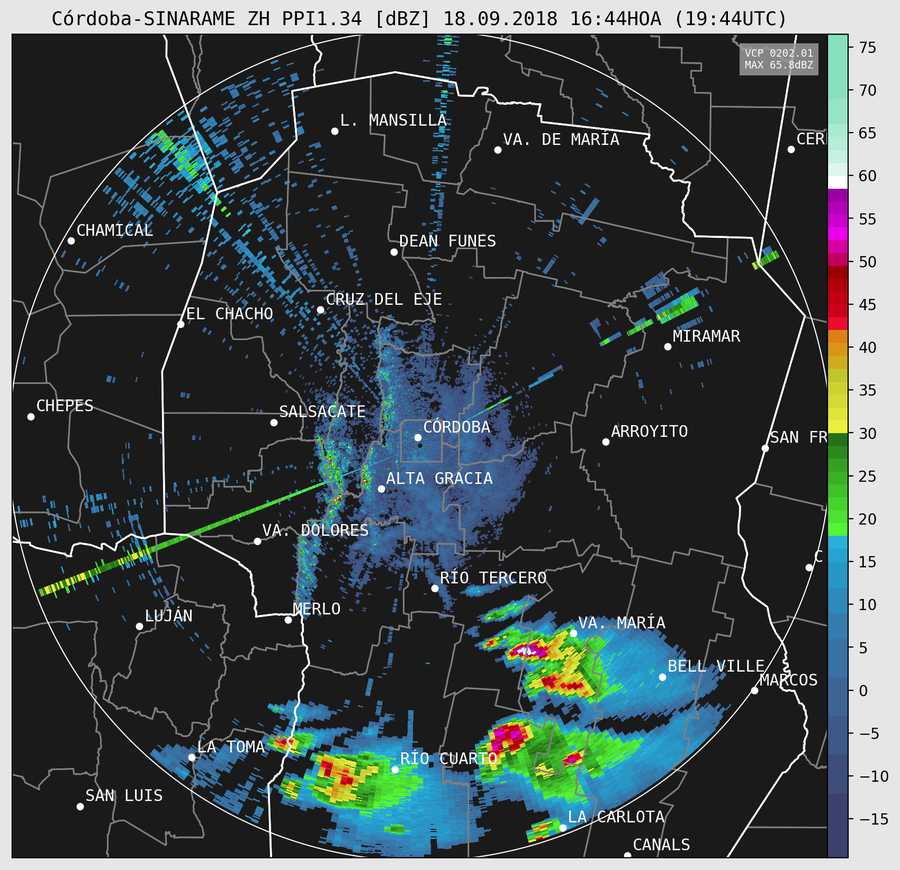 Córdoba-SINARAME ZH PPI1.34 [dBZ] 18.09.2018 16:44HOA (19:44UTC)
VCP 0202.01
MAX 65.8dBZ
75
70
65
60
55
50
45
40
35
30
25
20
15
10
5
0
−5
−10
−15
L. MANSILLA
VA. DE MARÍA
CER
CHAMICAL
DEAN FUNES
CRUZ DEL EJE
EL CHACHO
MIRAMAR
CHEPES
SALSACATE
CÓRDOBA
ARROYITO
SAN FR
ALTA GRACIA
VA. DOLORES
C
RÍO TERCERO
MERLO
LUJÁN
VA. MARÍA
BELL VILLE
MARCOS
LA TOMA
RÍO CUARTO
SAN LUIS
LA CARLOTA
CANALS